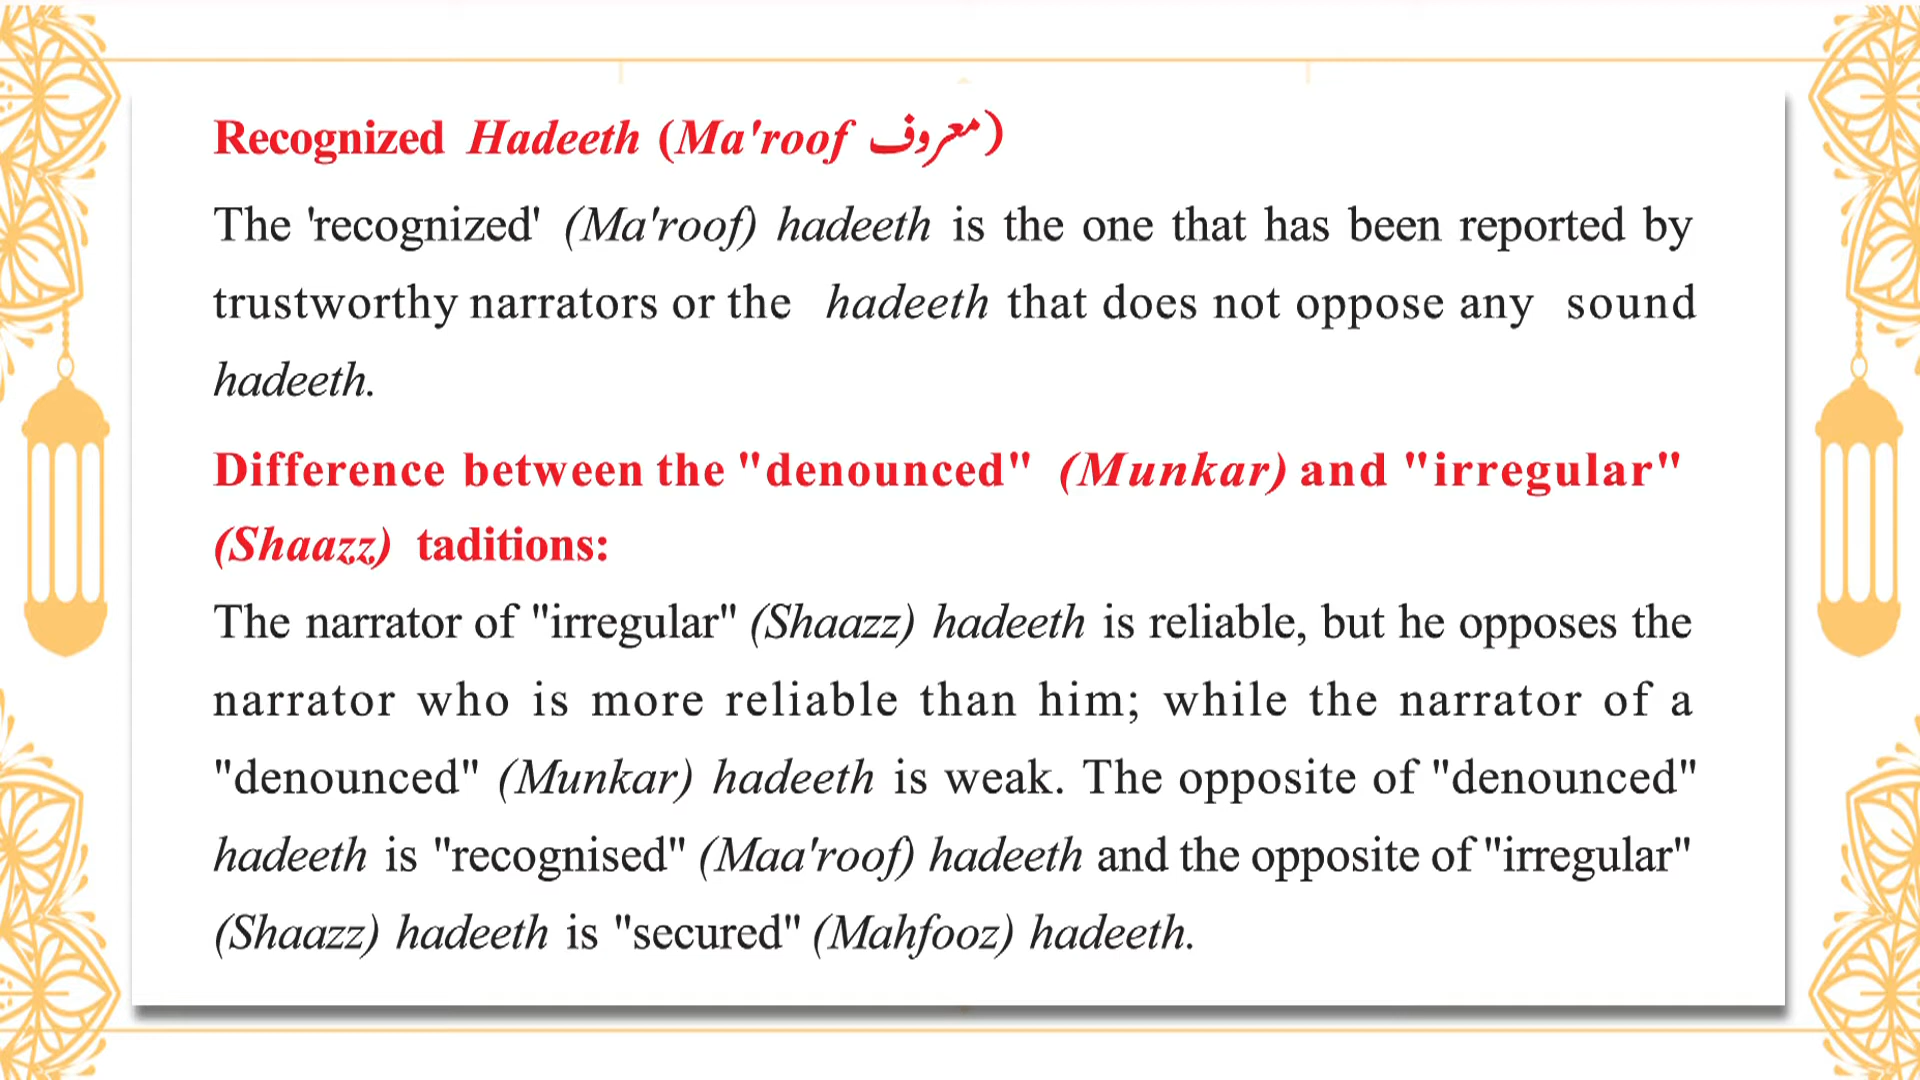 Recognized Hadeeth (Ma'roof معروف)
The 'recognized' (Ma'roof) hadeeth is the one that has been reported by
trustworthy narrators or the hadeeth that does not oppose any sound
hadeeth.
Difference between the "denounced" (Munkar) and "irregular"
(Shaazz) taditions:
The narrator of "irregular" (Shaazz) hadeeth is reliable, but he opposes the
narrator who is more reliable than him; while the narrator of a
"denounced" (Munkar) hadeeth is weak. The opposite of "denounced"
hadeeth is "recognised" (Maa'roof) hadeeth and the opposite of "irregular"
(Shaazz) hadeeth is "secured" (Mahfooz) hadeeth.